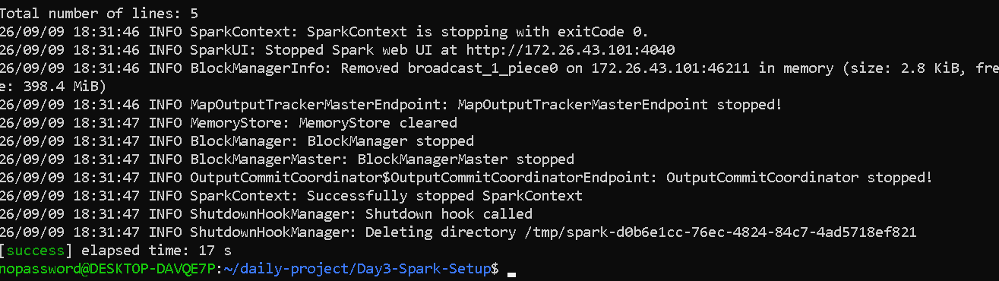 Total number of lines: 5
26/09/09 18:31:46 INFO SparkContext: SparkContext is stopping with exitCode 0.
26/09/09 18:31:46 INFO SparkUI: Stopped Spark web UI at http://172.26.43.101:4040
26/09/09 18:31:46 INFO BlockManagerInfo: Removed broadcast_1_piece0 on 172.26.43.101:46211 in memory (size: 2.8 KiB, fre
e: 398.4 MiB)
26/09/09 18:31:46 INFO MapOutputTrackerMasterEndpoint: MapOutputTrackerMasterEndpoint stopped!
26/09/09 18:31:47 INFO MemoryStore: MemoryStore cleared
26/09/09 18:31:47 INFO BlockManager: BlockManager stopped
26/09/09 18:31:47 INFO BlockManagerMaster: BlockManagerMaster stopped
26/09/09 18:31:47 INFO OutputCommitCoordinator$OutputCommitCoordinatorEndpoint: OutputCommitCoordinator stopped!
26/09/09 18:31:47 INFO SparkContext: Successfully stopped SparkContext
26/09/09 18:31:47 INFO ShutdownHookManager: Shutdown hook called
26/09/09 18:31:47 INFO ShutdownHookManager: Deleting directory /tmp/spark-d0b6e1cc-76ec-4824-84c7-4ad5718ef821
[success] elapsed time: 17 s
nopassword@DESKTOP-DAVQE7P:~/daily-project/Day3-Spark-Setup$